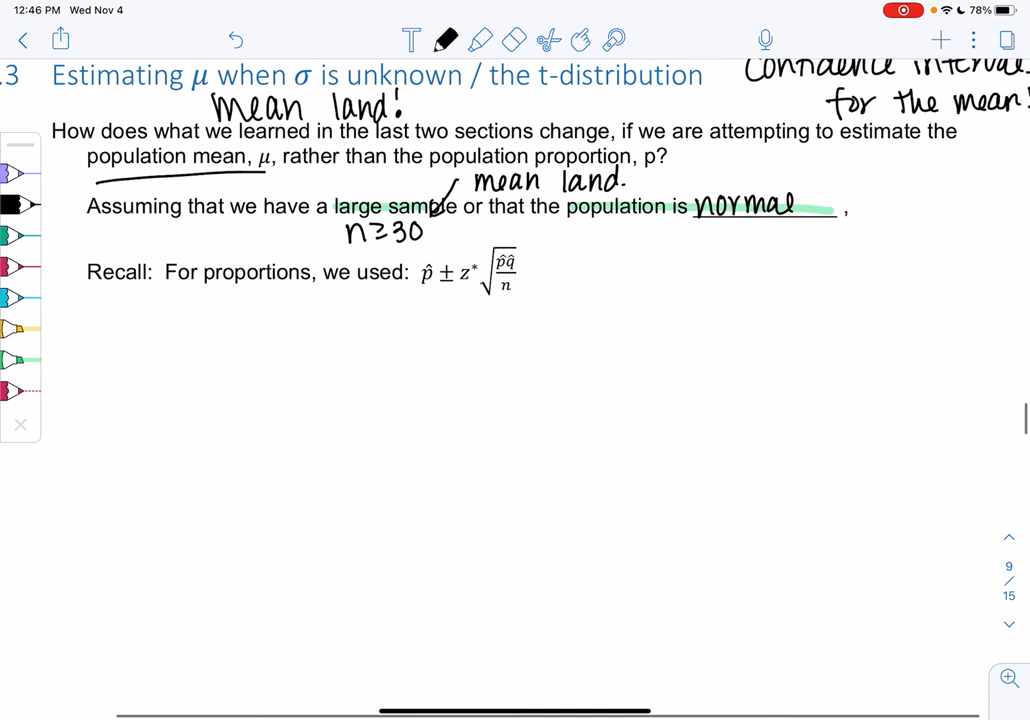 12:46 PM Wed Nov 4
78%
.3 Estimating μ when σ is unknown / the t-distribution
Confidence interval
for the mean!
mean land!
How does what we learned in the last two sections change, if we are attempting to estimate the
population mean, μ, rather than the population proportion, p?
mean land.
Assuming that we have a large sample or that the population is normal ,
n ≥ 30
Recall: For proportions, we used: p̂ ± z* √(p̂q̂/n)
9
/
15